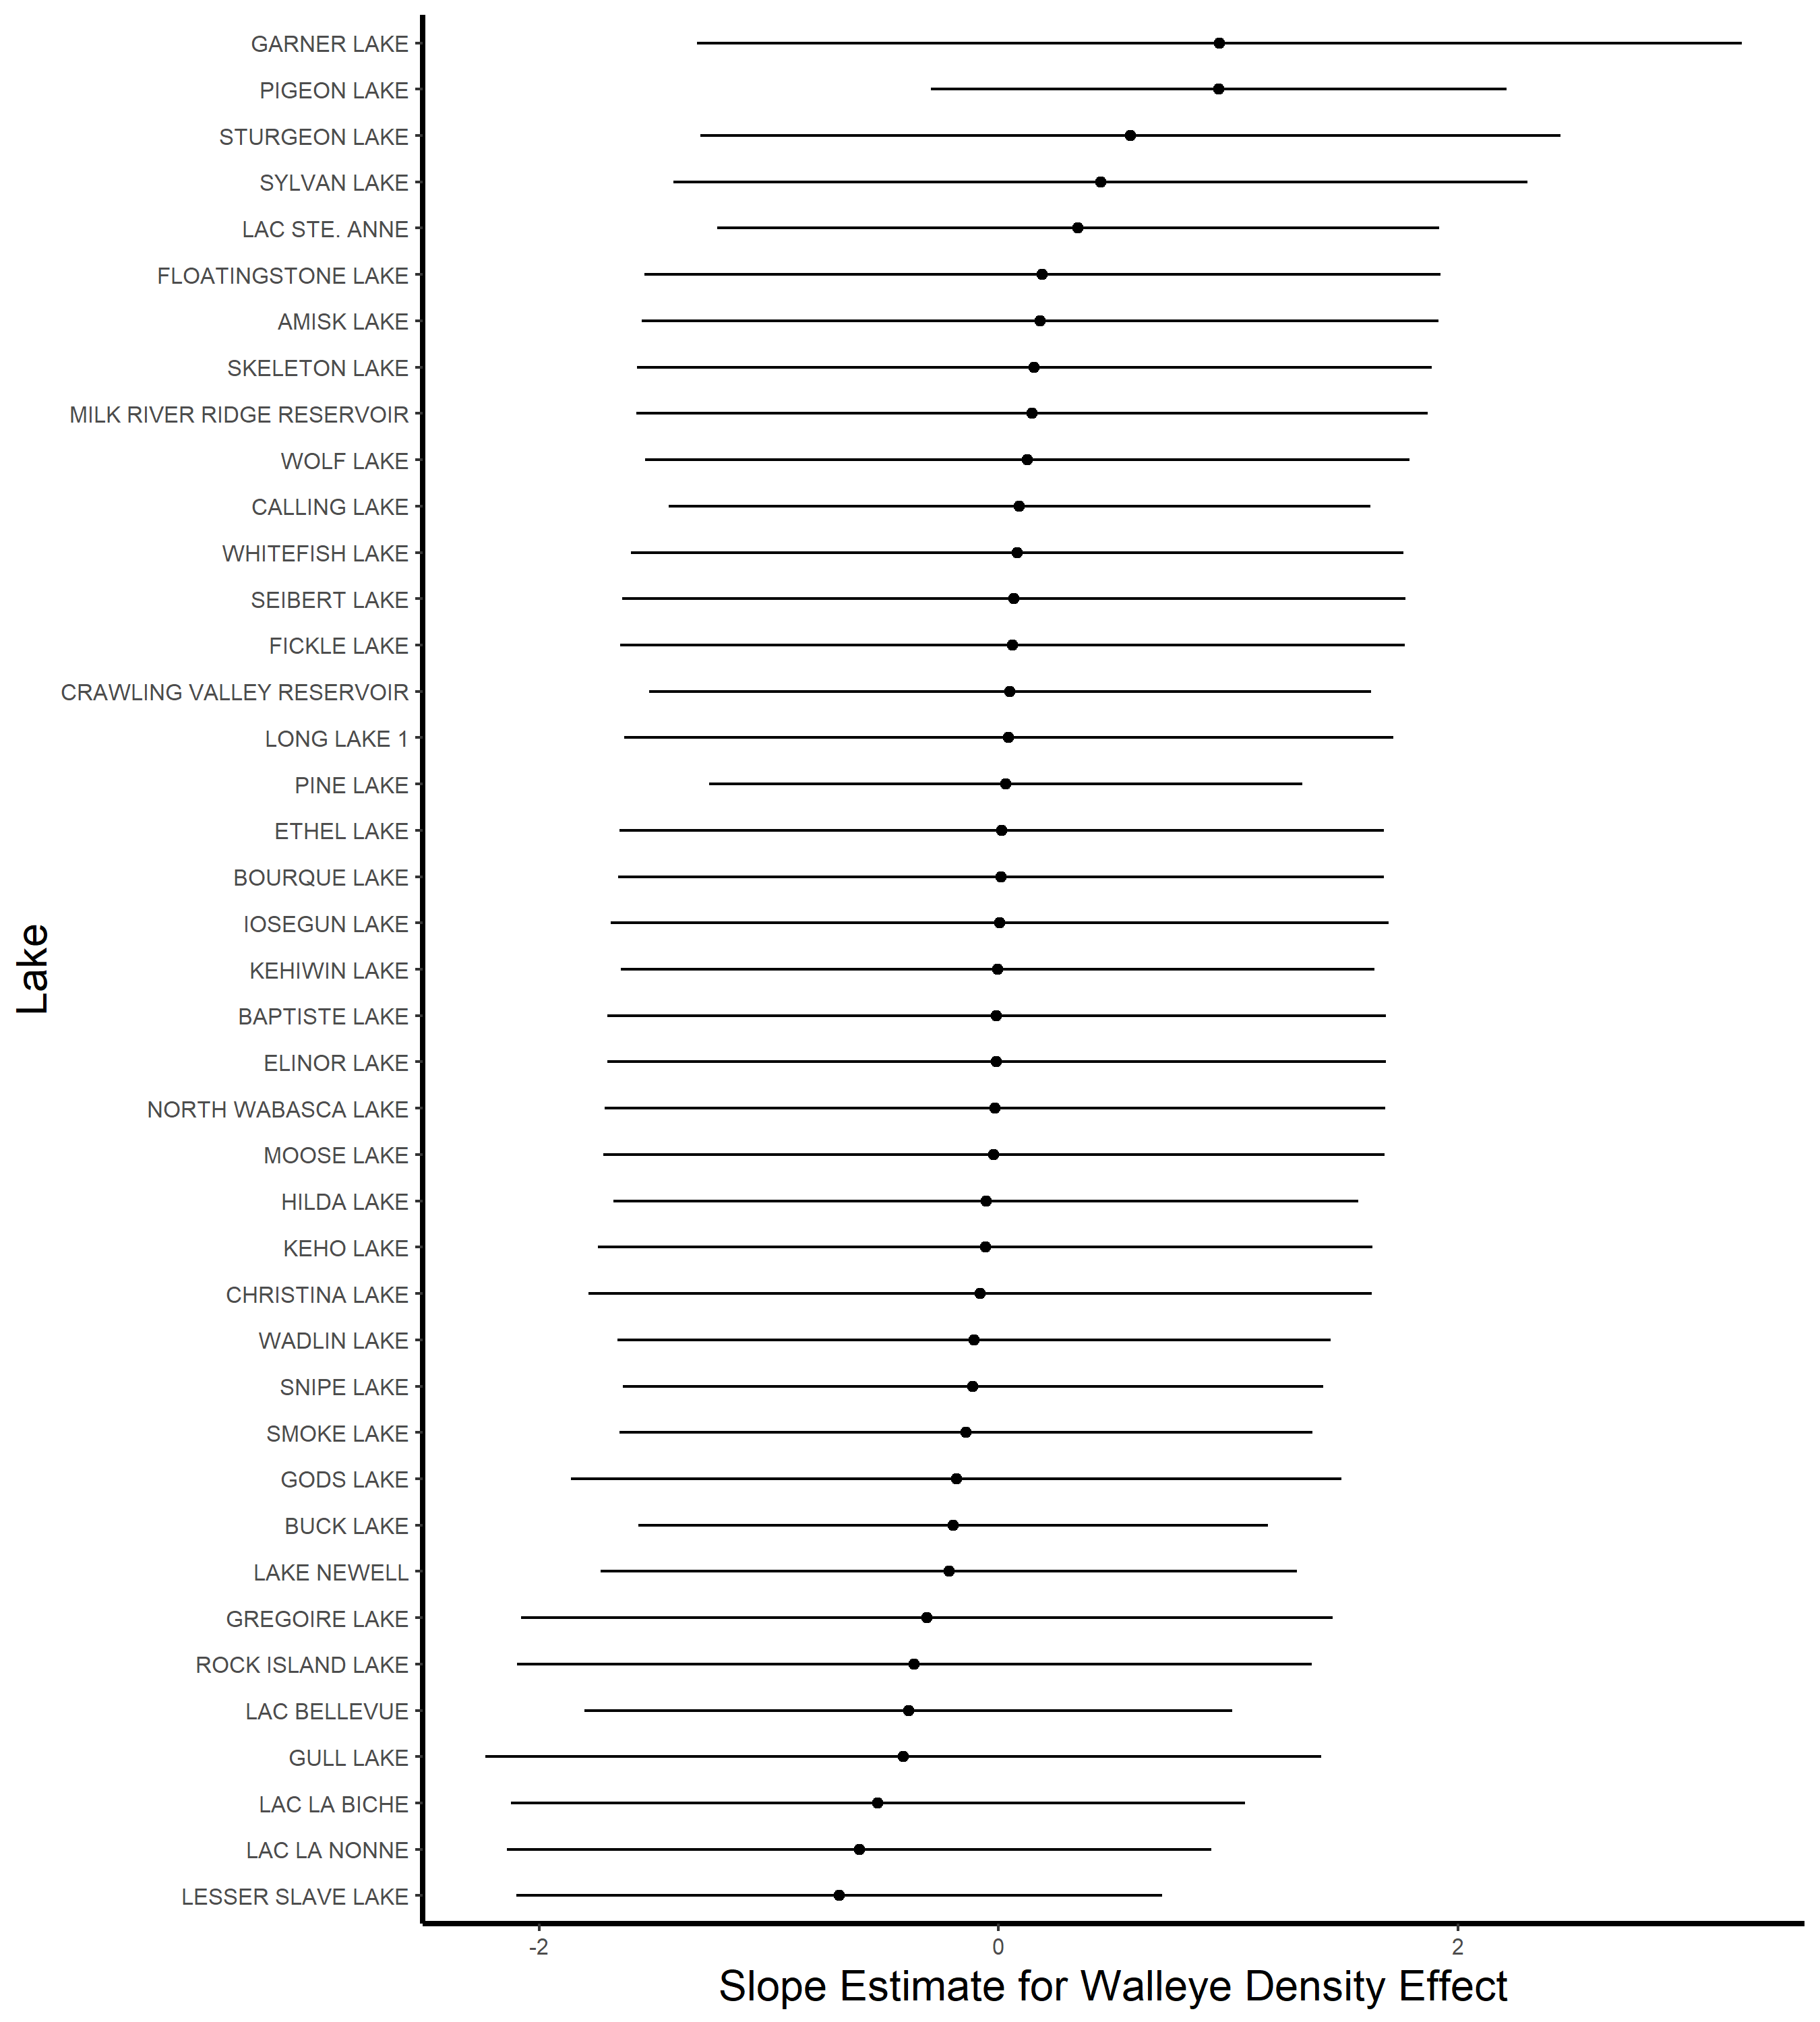 GARNER LAKE
PIGEON LAKE
STURGEON LAKE
SYLVAN LAKE
LAC STE. ANNE
FLOATINGSTONE LAKE
AMISK LAKE
SKELETON LAKE
MILK RIVER RIDGE RESERVOIR
WOLF LAKE
CALLING LAKE
WHITEFISH LAKE
SEIBERT LAKE
FICKLE LAKE
CRAWLING VALLEY RESERVOIR
LONG LAKE 1
PINE LAKE
ETHEL LAKE
BOURQUE LAKE
IOSEGUN LAKE
KEHIWIN LAKE
BAPTISTE LAKE
ELINOR LAKE
NORTH WABASCA LAKE
MOOSE LAKE
HILDA LAKE
KEHO LAKE
CHRISTINA LAKE
WADLIN LAKE
SNIPE LAKE
SMOKE LAKE
GODS LAKE
BUCK LAKE
LAKE NEWELL
GREGOIRE LAKE
ROCK ISLAND LAKE
LAC BELLEVUE
GULL LAKE
LAC LA BICHE
LAC LA NONNE
LESSER SLAVE LAKE
Lake
-2 0 2
Slope Estimate for Walleye Density Effect